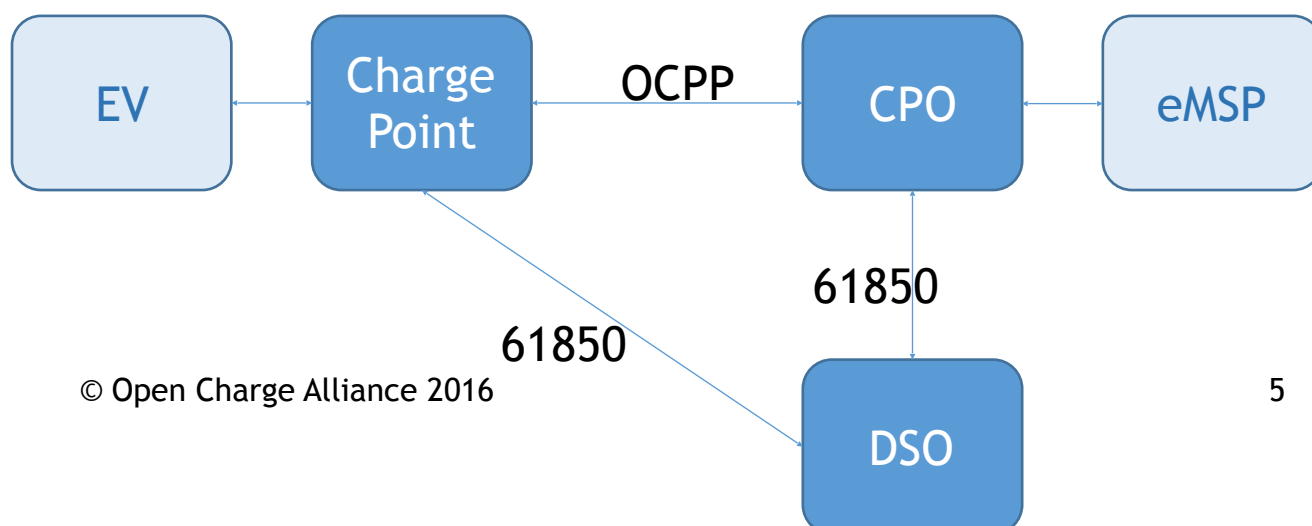 EV
Charge
Point
OCPP
CPO
eMSP
61850
61850
© Open Charge Alliance 2016
5
DSO